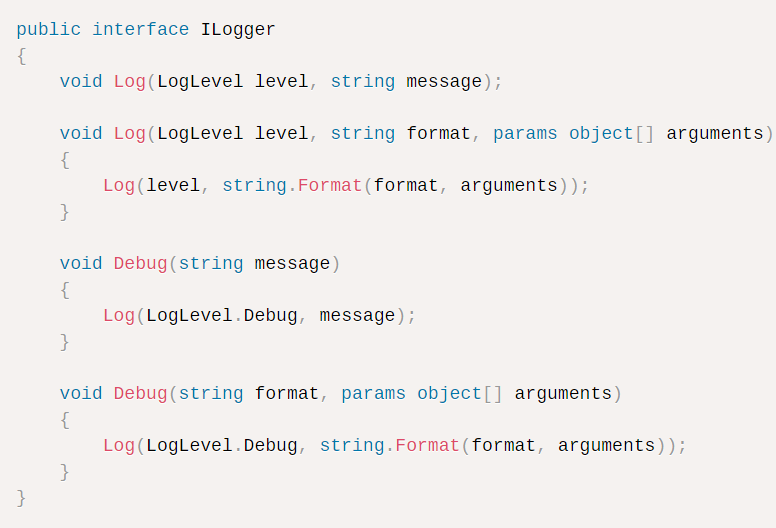 public interface ILogger
{
    void Log(LogLevel level, string message);

    void Log(LogLevel level, string format, params object[] arguments)
    {
        Log(level, string.Format(format, arguments));
    }

    void Debug(string message)
    {
        Log(LogLevel.Debug, message);
    }

    void Debug(string format, params object[] arguments)
    {
        Log(LogLevel.Debug, string.Format(format, arguments));
    }
}